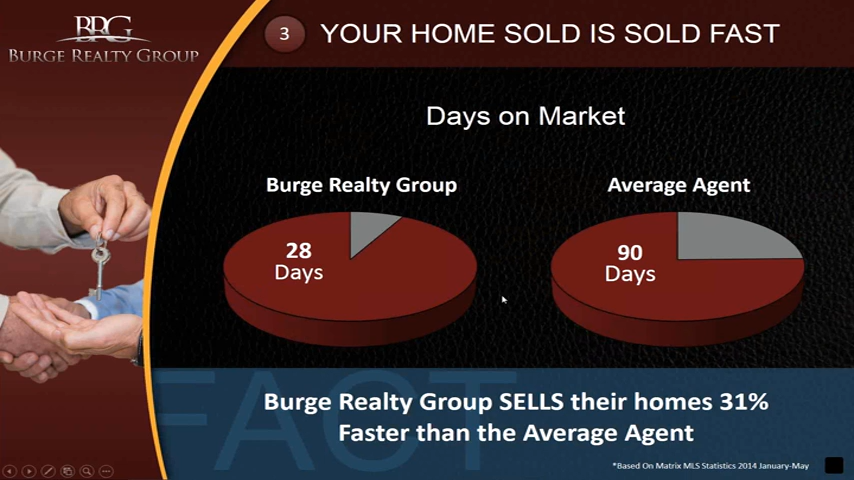 BRG
BURGE REALTY GROUP
3
YOUR HOME SOLD IS SOLD FAST
Days on Market
Burge Realty Group
Average Agent
28
Days
90
Days
FACT
Burge Realty Group SELLS their homes 31%
Faster than the Average Agent
*Based On Matrix MLS Statistics 2014 January-May